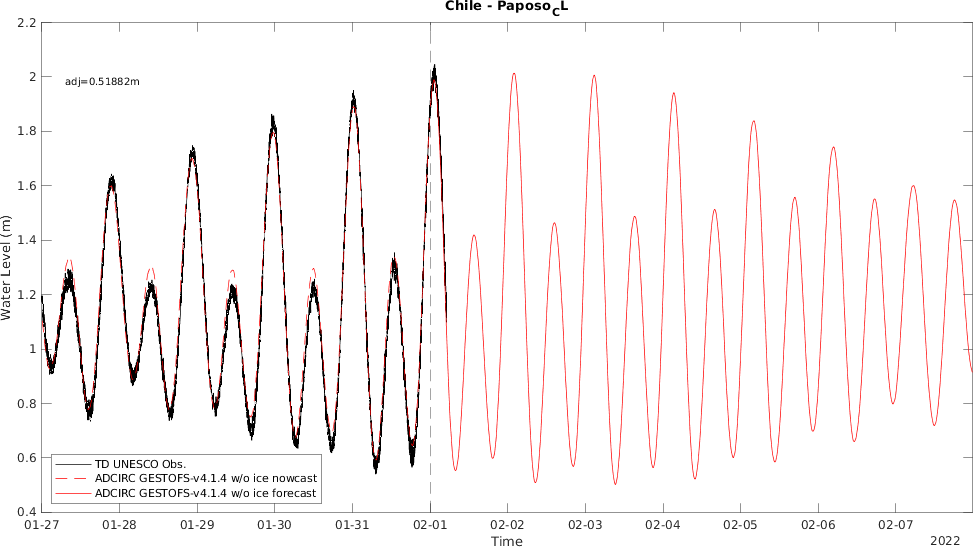 Chile - Paposo_CL
2.2
2
1.8
1.6
1.4
1.2
1
0.8
0.6
0.4
Water Level (m)
adj=0.51882m
TD UNESCO Obs.
ADCIRC GESTOFS-v4.1.4 w/o ice nowcast
ADCIRC GESTOFS-v4.1.4 w/o ice forecast
01-27 01-28 01-29 01-30 01-31 02-01 02-02 02-03 02-04 02-05 02-06 02-07
Time
2022